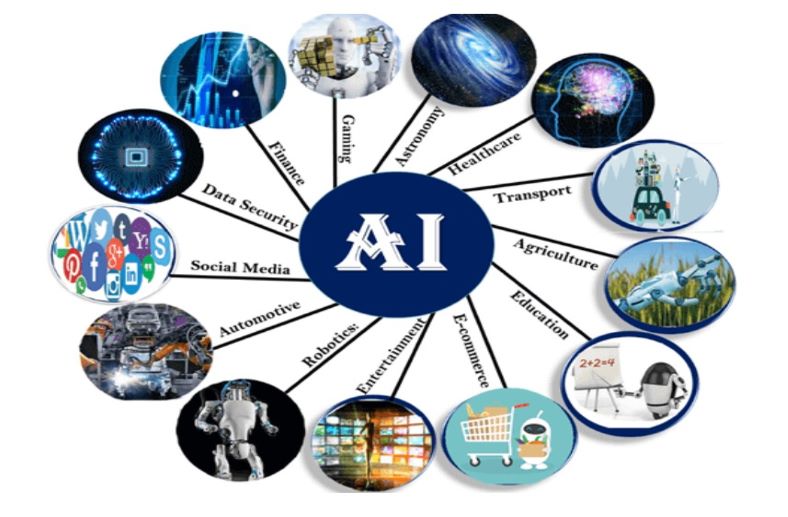 AI
Gaming
Astronomy
Healthcare
Transport
Agriculture
Education
2+2=4
E-commerce
Entertainment
Robotics:
Automotive
Social Media
Data Security
Finance